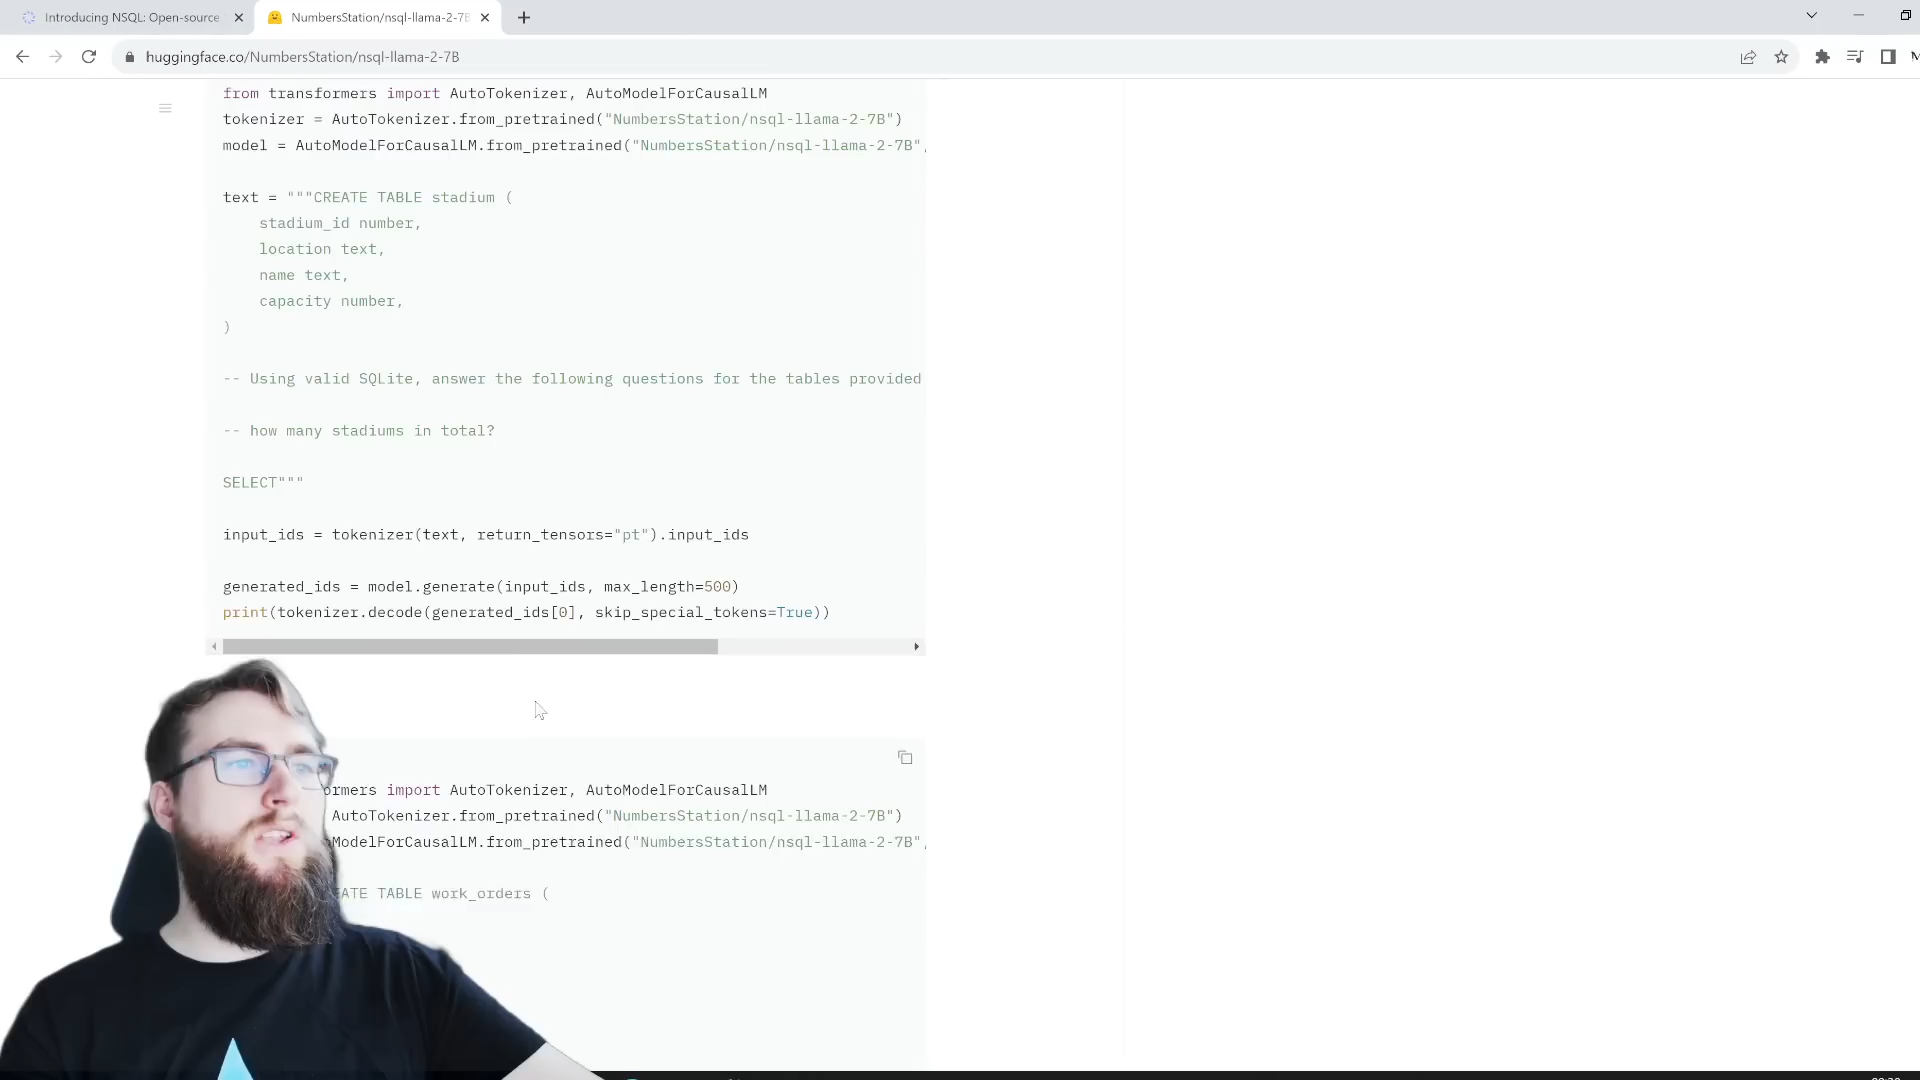 Introducing NSQL: Open-source
NumbersStation/nsql-llama-2-7B
huggingface.co/NumbersStation/nsql-llama-2-7B
from transformers import AutoTokenizer, AutoModelForCausalLM
tokenizer = AutoTokenizer.from_pretrained("NumbersStation/nsql-llama-2-7B")
model = AutoModelForCausalLM.from_pretrained("NumbersStation/nsql-llama-2-7B",
text = """CREATE TABLE stadium (
stadium_id number,
location text,
name text,
capacity number,
)
-- Using valid SQLite, answer the following questions for the tables provided
-- how many stadiums in total?
SELECT"""
input_ids = tokenizer(text, return_tensors="pt").input_ids
generated_ids = model.generate(input_ids, max_length=500)
print(tokenizer.decode(generated_ids[0], skip_special_tokens=True))
ormers import AutoTokenizer, AutoModelForCausalLM
AutoTokenizer.from_pretrained("NumbersStation/nsql-llama-2-7B")
ModelForCausalLM.from_pretrained("NumbersStation/nsql-llama-2-7B",
ATE TABLE work_orders (